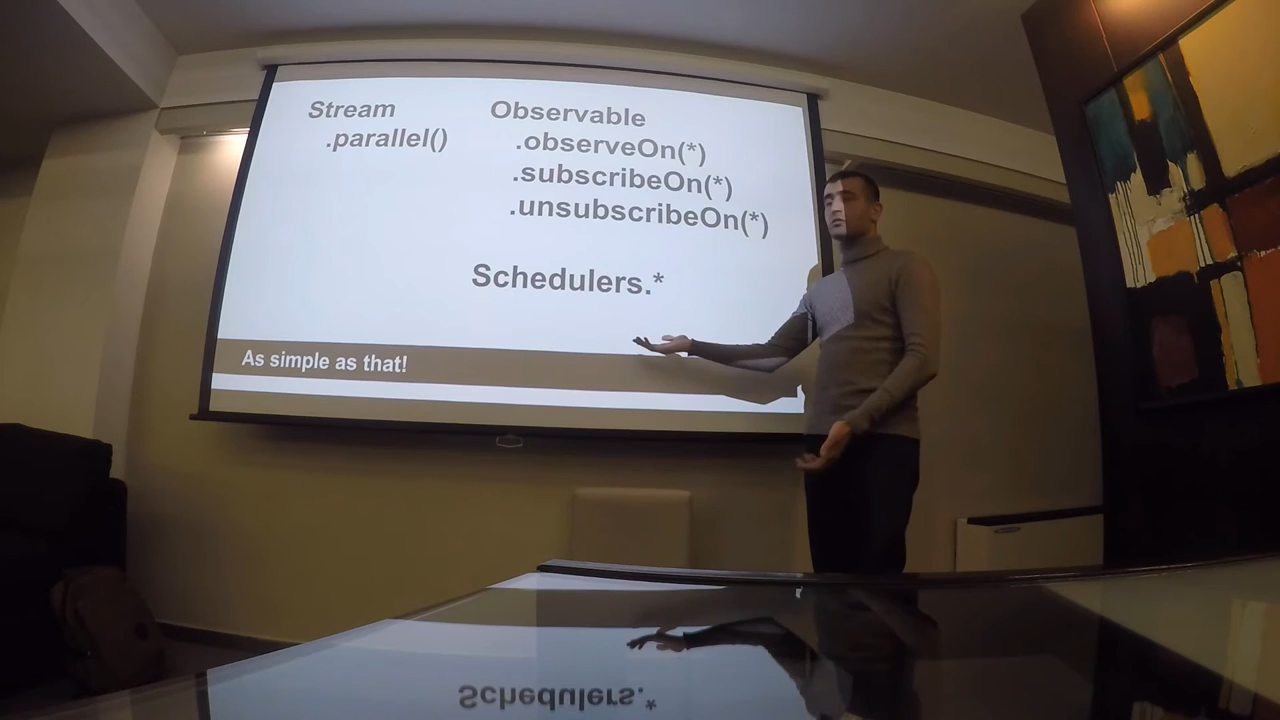 Stream
.parallel()
Observable
.observeOn(*)
.subscribeOn(*)
.unsubscribeOn(*)
Schedulers.*
As simple as that!
Schedulers.*